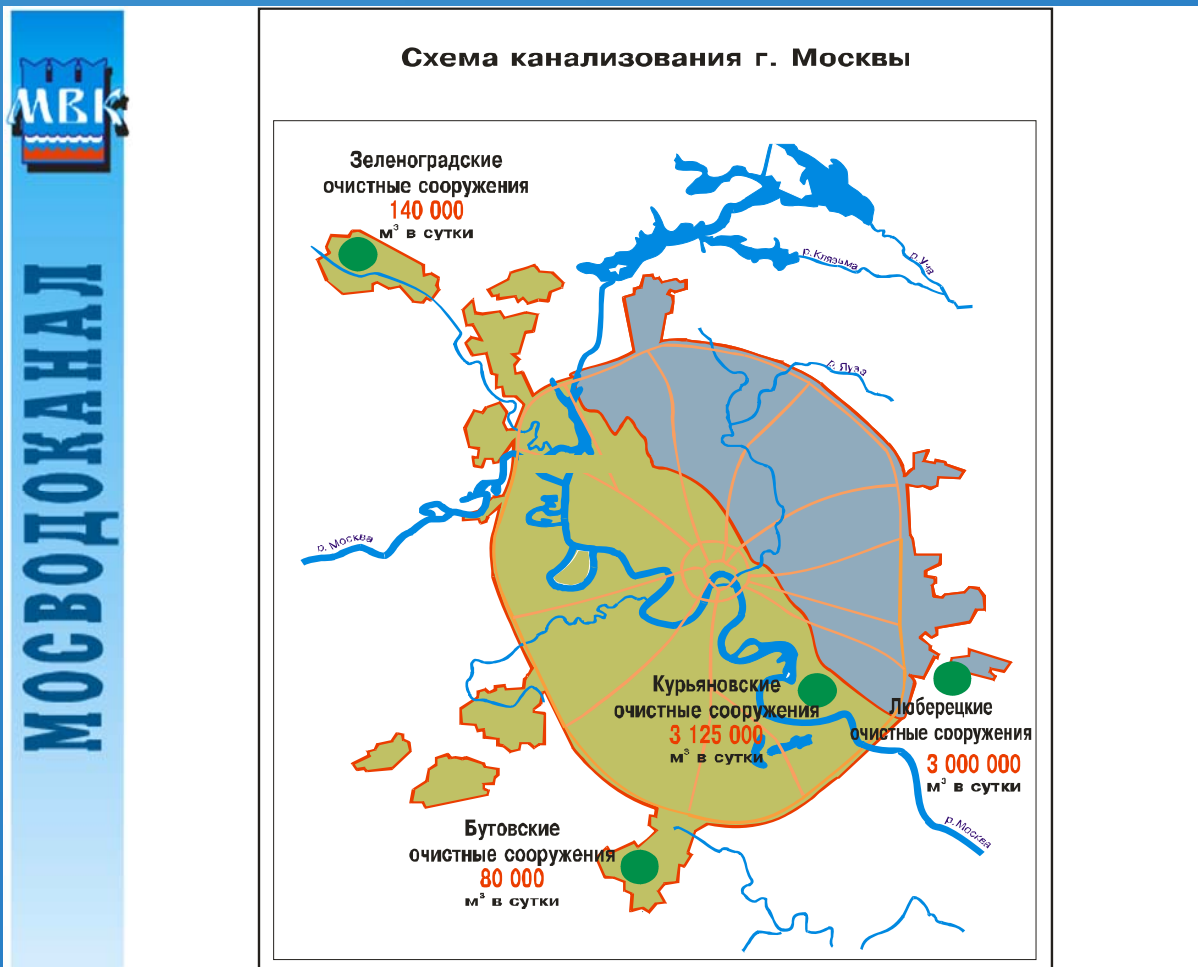 МВК
МОСВОДОКАНАЛ
Схема канализования г. Москвы
Зеленоградские
очистные сооружения
140 000
м³ в сутки
р. Клязьма
р. Уча
р. Яуза
р. Москва
Курьяновские
очистные сооружения
3 125 000
м³ в сутки
Люберецкие
очистные сооружения
3 000 000
м³ в сутки
р. Москва
Бутовские
очистные сооружения
80 000
м³ в сутки